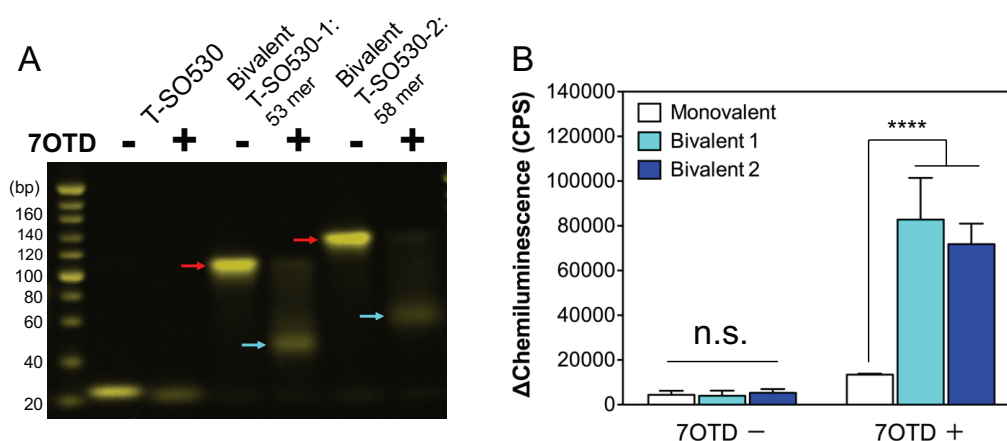 A
T-SO530
Bivalent
T-SO530-1:
53 mer
Bivalent
T-SO530-2:
58 mer
7OTD - + - + - +
(bp)
160
140
120
100
80
60
40
20
B
ΔChemiluminescence (CPS)
140000
120000
100000
80000
60000
40000
20000
0
Monovalent
Bivalent 1
Bivalent 2
****
n.s.
7OTD −
7OTD +